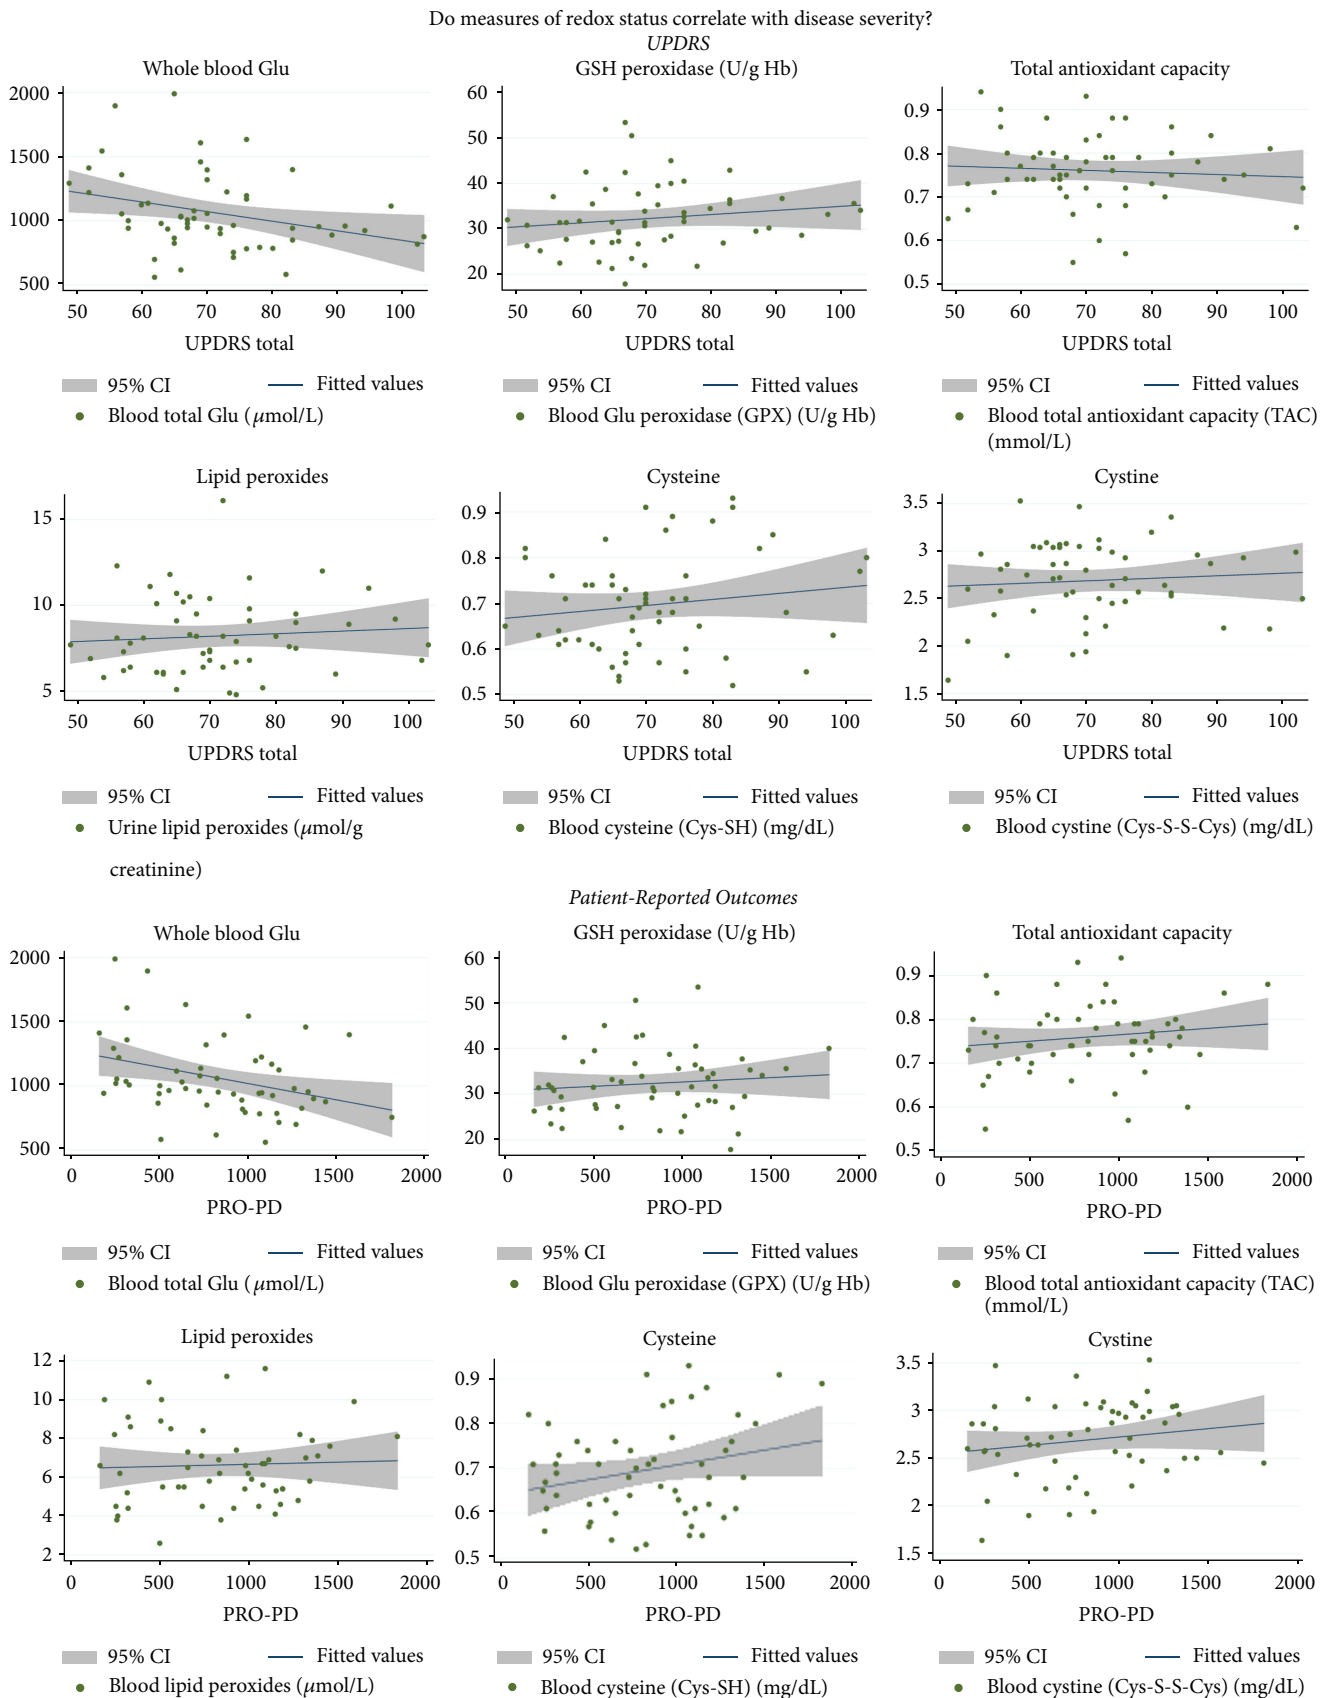 Do measures of redox status correlate with disease severity?
UPDRS
Whole blood Glu
2000
1500
1000
500
50 60 70 80 90 100
UPDRS total
95% CI Fitted values
Blood total Glu (μmol/L)
GSH peroxidase (U/g Hb)
60
50
40
30
20
50 60 70 80 90 100
UPDRS total
95% CI Fitted values
Blood Glu peroxidase (GPX) (U/g Hb)
Total antioxidant capacity
0.9
0.8
0.7
0.6
0.5
50 60 70 80 90 100
UPDRS total
95% CI Fitted values
Blood total antioxidant capacity (TAC)
(mmol/L)
Lipid peroxides
15
10
5
50 60 70 80 90 100
UPDRS total
95% CI Fitted values
Urine lipid peroxides (μmol/g
creatinine)
Cysteine
0.9
0.8
0.7
0.6
0.5
50 60 70 80 90 100
UPDRS total
95% CI Fitted values
Blood cysteine (Cys-SH) (mg/dL)
Cystine
3.5
3
2.5
2
1.5
50 60 70 80 90 100
UPDRS total
95% CI Fitted values
Blood cystine (Cys-S-S-Cys) (mg/dL)
Patient-Reported Outcomes
Whole blood Glu
2000
1500
1000
500
0 500 1000 1500 2000
PRO-PD
95% CI Fitted values
Blood total Glu (μmol/L)
GSH peroxidase (U/g Hb)
60
50
40
30
20
0 500 1000 1500 2000
PRO-PD
95% CI Fitted values
Blood Glu peroxidase (GPX) (U/g Hb)
Total antioxidant capacity
0.9
0.8
0.7
0.6
0.5
0 500 1000 1500 2000
PRO-PD
95% CI Fitted values
Blood total antioxidant capacity (TAC)
(mmol/L)
Lipid peroxides
12
10
8
6
4
2
0 500 1000 1500 2000
PRO-PD
95% CI Fitted values
Blood lipid peroxides (μmol/L)
Cysteine
0.9
0.8
0.7
0.6
0.5
0 500 1000 1500 2000
PRO-PD
95% CI Fitted values
Blood cysteine (Cys-SH) (mg/dL)
Cystine
3.5
3
2.5
2
1.5
0 500 1000 1500 2000
PRO-PD
95% CI Fitted values
Blood cystine (Cys-S-S-Cys) (mg/dL)